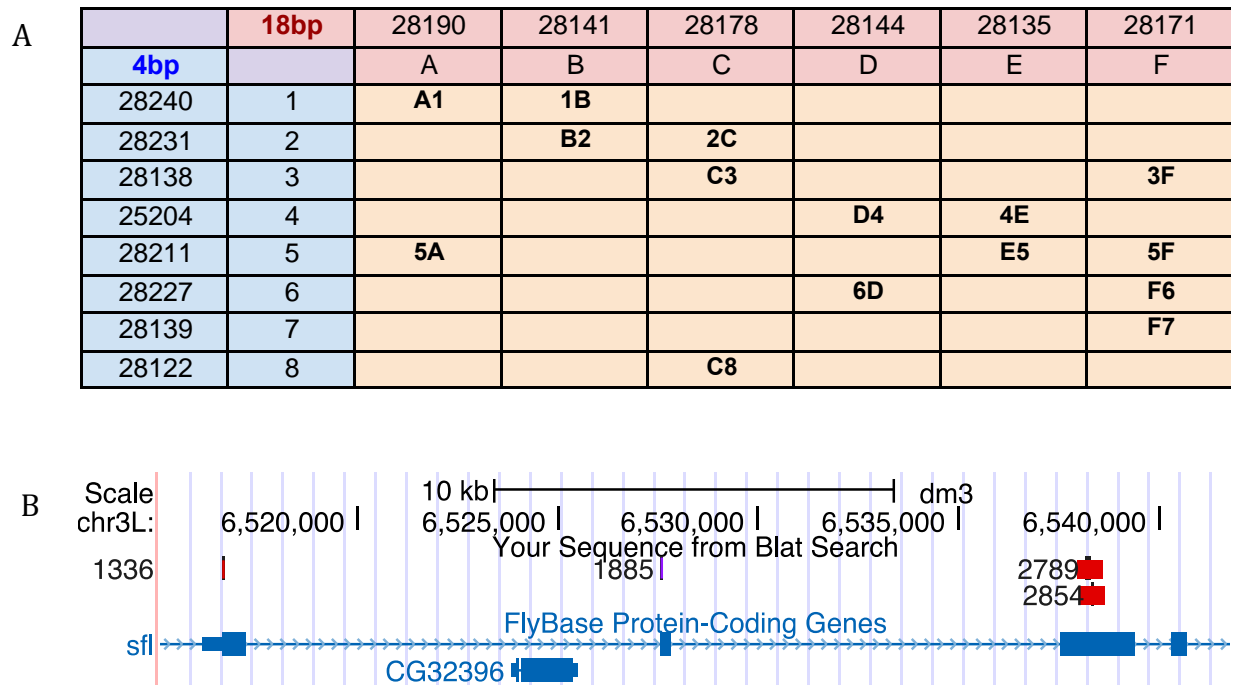 A
18bp 28190 28141 28178 28144 28135 28171
4bp A B C D E F
28240 1 A1 1B
28231 2 B2 2C
28138 3 C3 3F
25204 4 D4 4E
28211 5 5A E5 5F
28227 6 6D F6
28139 7 F7
28122 8 C8
B
Scale 10 kb dm3
chr3L: 6,520,000 6,525,000 6,530,000 6,535,000 6,540,000
Your Sequence from Blat Search
1336 1885 2789
2854
FlyBase Protein-Coding Genes
sfl
CG32396